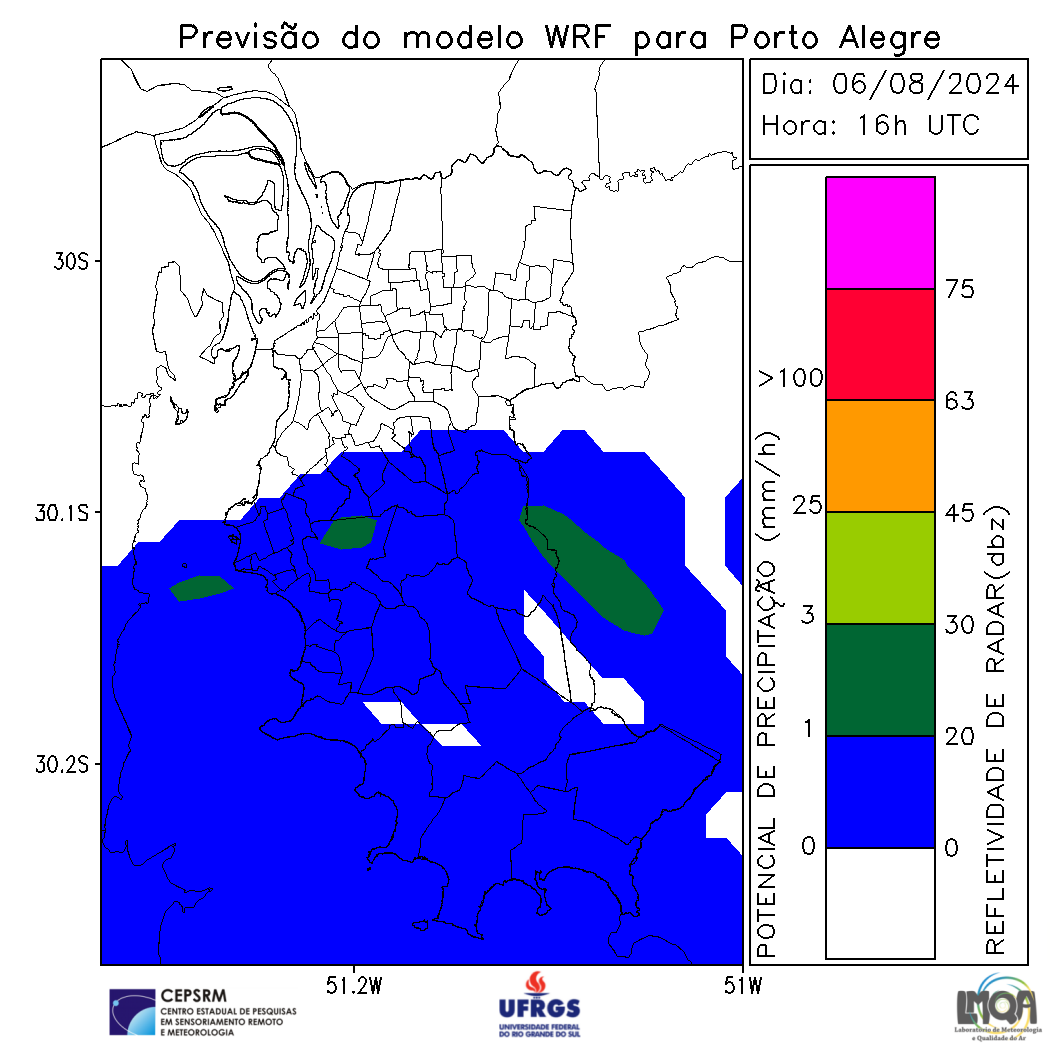 Previsão do modelo WRF para Porto Alegre
Dia: 06/08/2024
Hora: 16h UTC
30S
30.1S
30.2S
51.2W
51W
POTENCIAL DE PRECIPITAÇÃO (mm/h)
>100
25
3
1
0
75
63
45
30
20
0
REFLETIVIDADE DE RADAR(dbz)
CEPSRM
CENTRO ESTADUAL DE PESQUISAS
EM SENSORIAMENTO REMOTO
E METEOROLOGIA
UFRGS
UNIVERSIDADE FEDERAL
DO RIO GRANDE DO SUL
LMQA
Laboratório de Meteorologia
e Qualidade do Ar